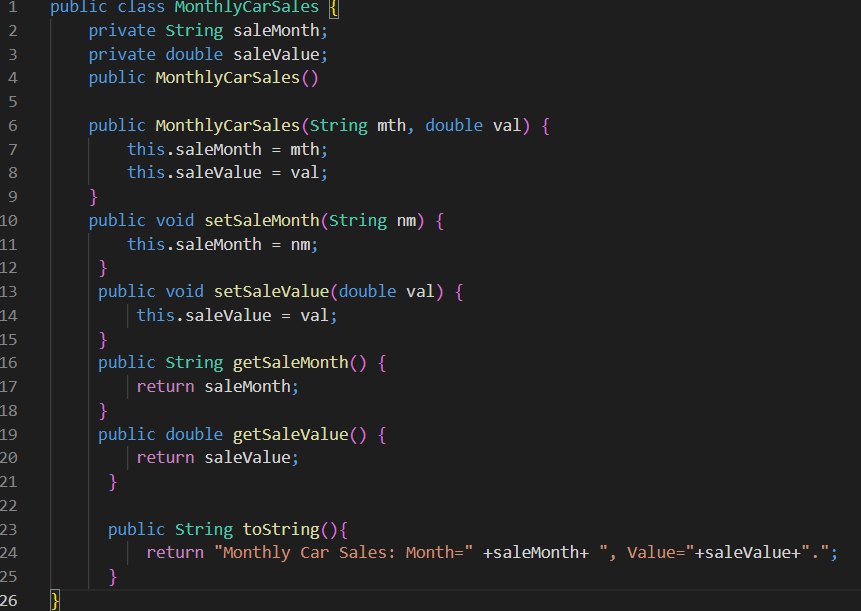 1 public class MonthlyCarSales {
2     private String saleMonth;
3     private double saleValue;
4     public MonthlyCarSales()
5
6     public MonthlyCarSales(String mth, double val) {
7         this.saleMonth = mth;
8         this.saleValue = val;
9     }
10     public void setSaleMonth(String nm) {
11         this.saleMonth = nm;
12      }
13      public void setSaleValue(double val) {
14          this.saleValue = val;
15      }
16      public String getSaleMonth() {
17          return saleMonth;
18      }
19      public double getSaleValue() {
20          return saleValue;
21       }
22
23       public String toString(){
24           return "Monthly Car Sales: Month=" +saleMonth+ ", Value="+saleValue+".";
25       }
26 }